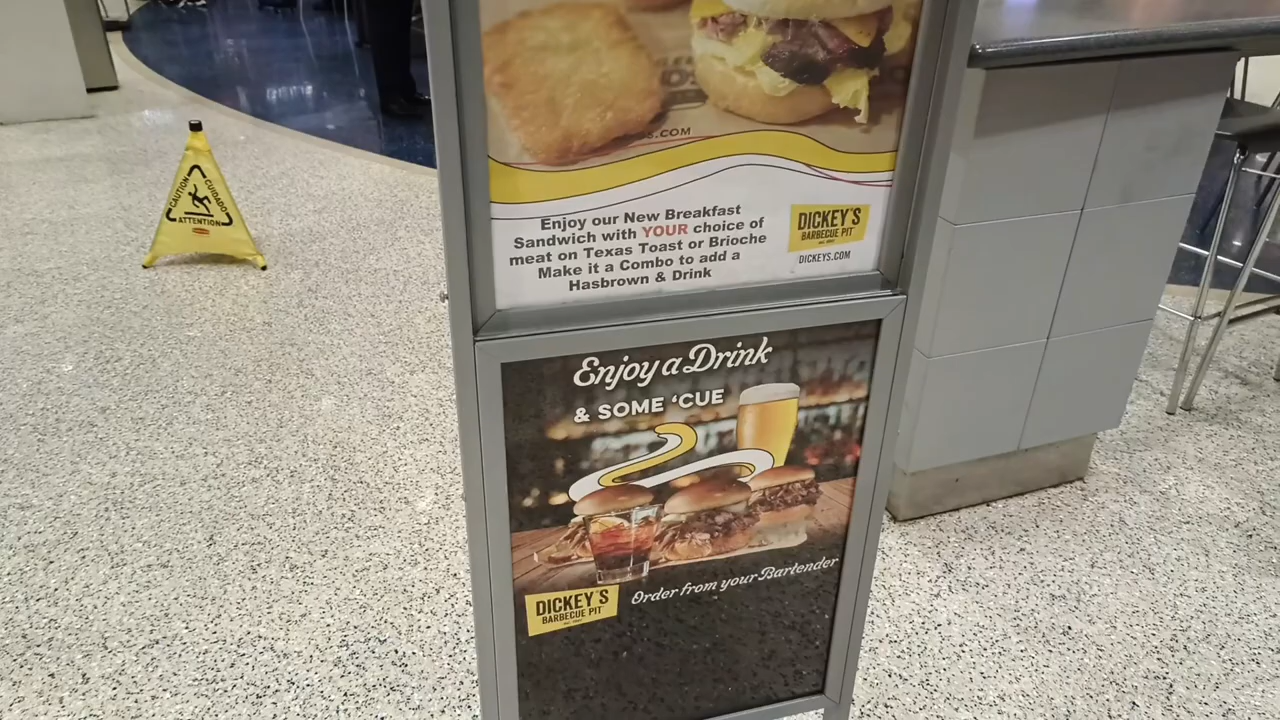 S.COM
Enjoy our New Breakfast
Sandwich with YOUR choice of
meat on Texas Toast or Brioche
Make it a Combo to add a
Hasbrown & Drink
DICKEY'S
BARBECUE PIT
DICKEYS.COM
CAUTION
CUIDADO
ATTENTION
Enjoy a Drink
& SOME 'CUE
Order from your Bartender
DICKEY'S
BARBECUE PIT